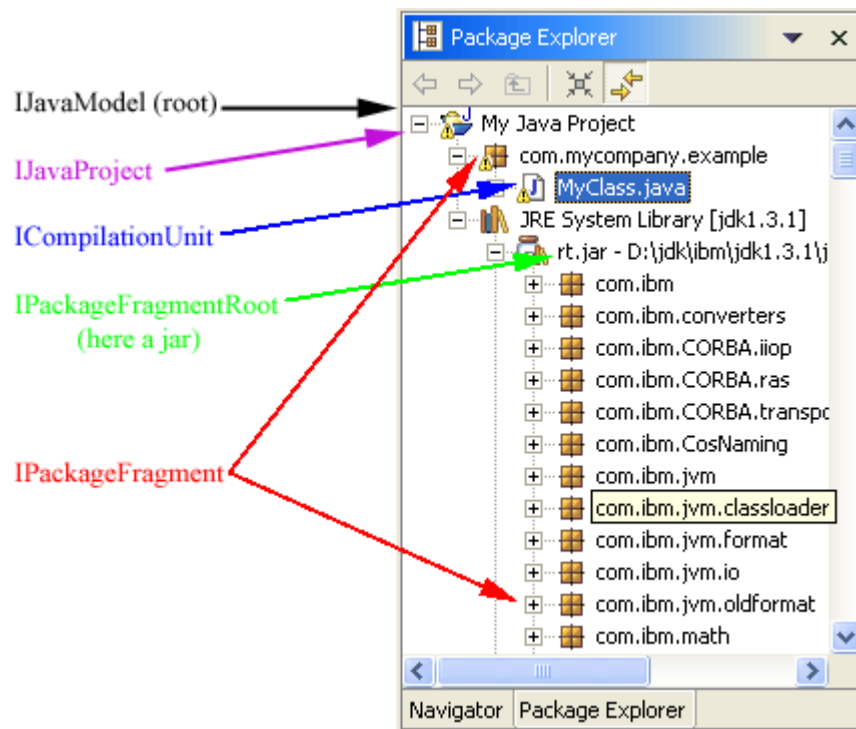 Package Explorer
IJavaModel (root)
My Java Project
IJavaProject
com.mycompany.example
MyClass.java
ICompilationUnit
JRE System Library [jdk1.3.1]
rt.jar - D:\jdk\ibm\jdk1.3.1\j
IPackageFragmentRoot
(here a jar)
com.ibm
com.ibm.converters
com.ibm.CORBA.iiop
com.ibm.CORBA.ras
com.ibm.CORBA.transpo
com.ibm.CosNaming
IPackageFragment
com.ibm.jvm
com.ibm.jvm.classloader
com.ibm.jvm.format
com.ibm.jvm.io
com.ibm.jvm.oldformat
com.ibm.math
Navigator
Package Explorer